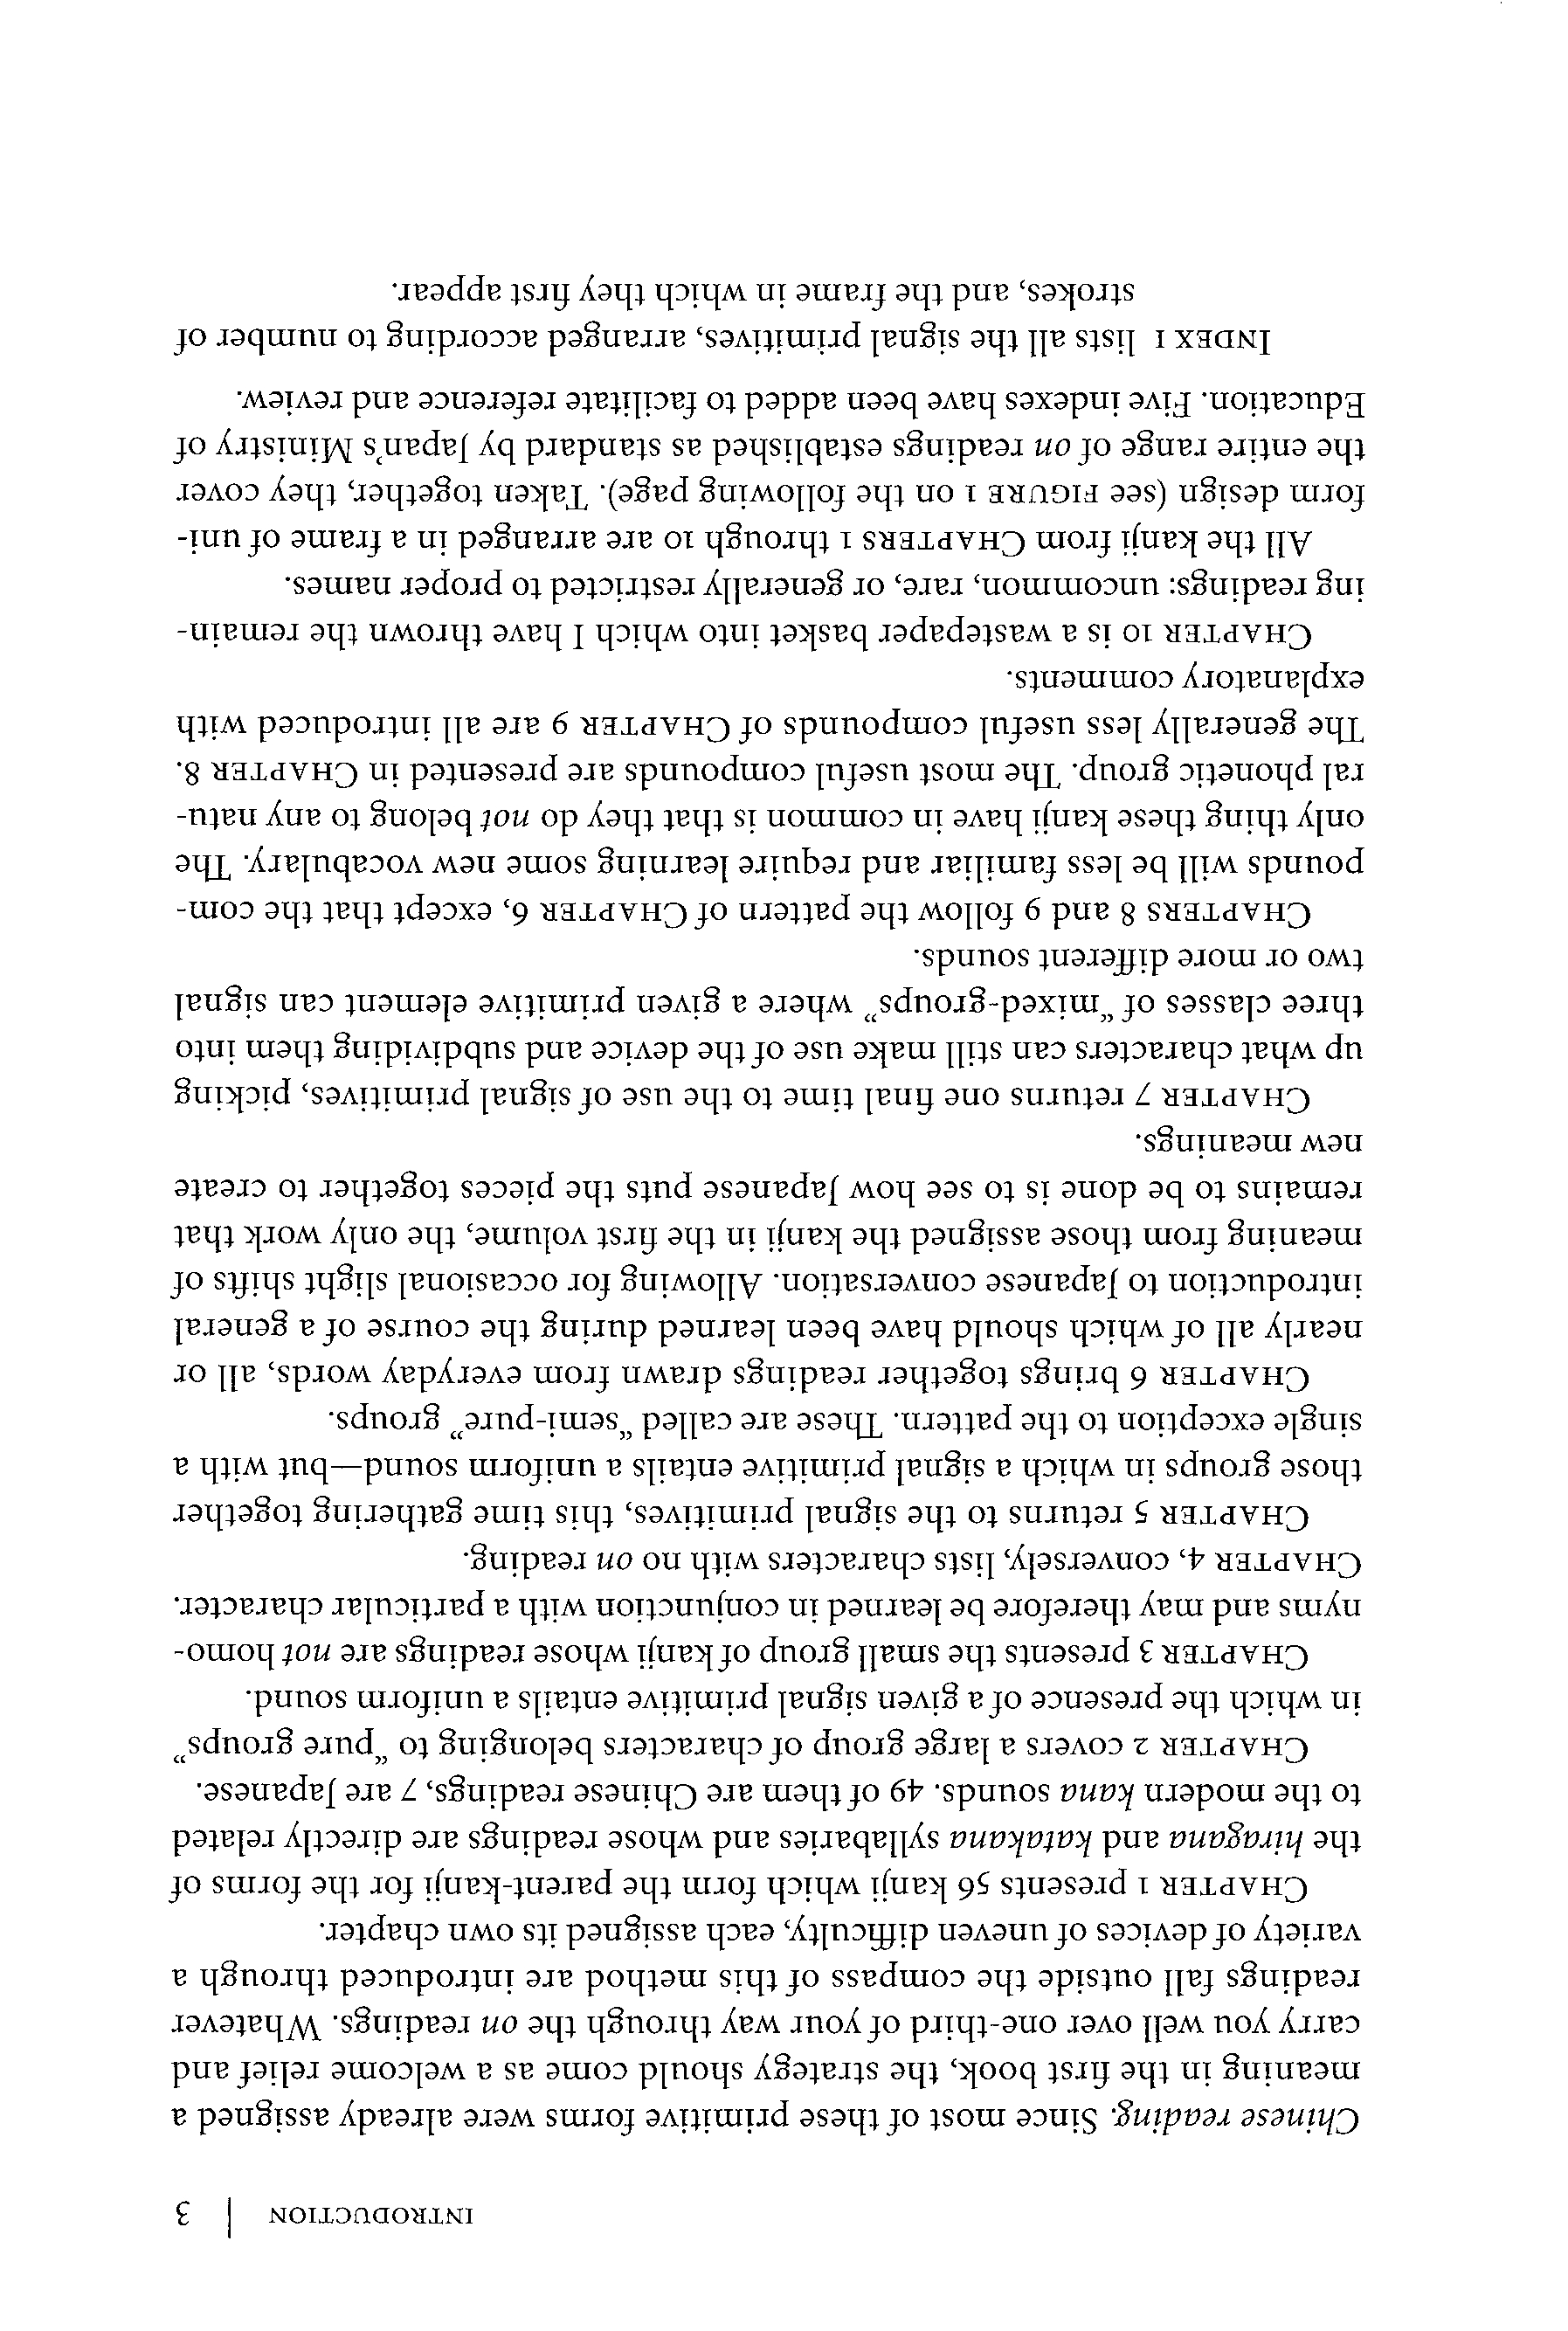 INTRODUCTION | 3
Chinese reading. Since most of these primitive forms were already assigned a
meaning in the first book, the strategy should come as a welcome relief and
carry you well over one-third of your way through the on readings. Whatever
readings fall outside the compass of this method are introduced through a
variety of devices of uneven difficulty, each assigned its own chapter.
CHAPTER 1 presents 56 kanji which form the parent-kanji for the forms of
the hiragana and katakana syllabaries and whose readings are directly related
to the modern kana sounds. 49 of them are Chinese readings, 7 are Japanese.
CHAPTER 2 covers a large group of characters belonging to “pure groups”
in which the presence of a given signal primitive entails a uniform sound.
CHAPTER 3 presents the small group of kanji whose readings are not homo-
nyms and may therefore be learned in conjunction with a particular character.
CHAPTER 4, conversely, lists characters with no on reading.
CHAPTER 5 returns to the signal primitives, this time gathering together
those groups in which a signal primitive entails a uniform sound—but with a
single exception to the pattern. These are called “semi-pure” groups.
CHAPTER 6 brings together readings drawn from everyday words, all or
nearly all of which should have been learned during the course of a general
introduction to Japanese conversation. Allowing for occasional slight shifts of
meaning from those assigned the kanji in the first volume, the only work that
remains to be done is to see how Japanese puts the pieces together to create
new meanings.
CHAPTER 7 returns one final time to the use of signal primitives, picking
up what characters can still make use of the device and subdividing them into
three classes of “mixed-groups” where a given primitive element can signal
two or more different sounds.
CHAPTERS 8 and 9 follow the pattern of CHAPTER 6, except that the com-
pounds will be less familiar and require learning some new vocabulary. The
only thing these kanji have in common is that they do not belong to any natu-
ral phonetic group. The most useful compounds are presented in CHAPTER 8.
The generally less useful compounds of CHAPTER 9 are all introduced with
explanatory comments.
CHAPTER 10 is a wastepaper basket into which I have thrown the remain-
ing readings: uncommon, rare, or generally restricted to proper names.
All the kanji from CHAPTERS 1 through 10 are arranged in a frame of uni-
form design (see FIGURE 1 on the following page). Taken together, they cover
the entire range of on readings established as standard by Japan’s Ministry of
Education. Five indexes have been added to facilitate reference and review.
INDEX I lists all the signal primitives, arranged according to number of
strokes, and the frame in which they first appear.